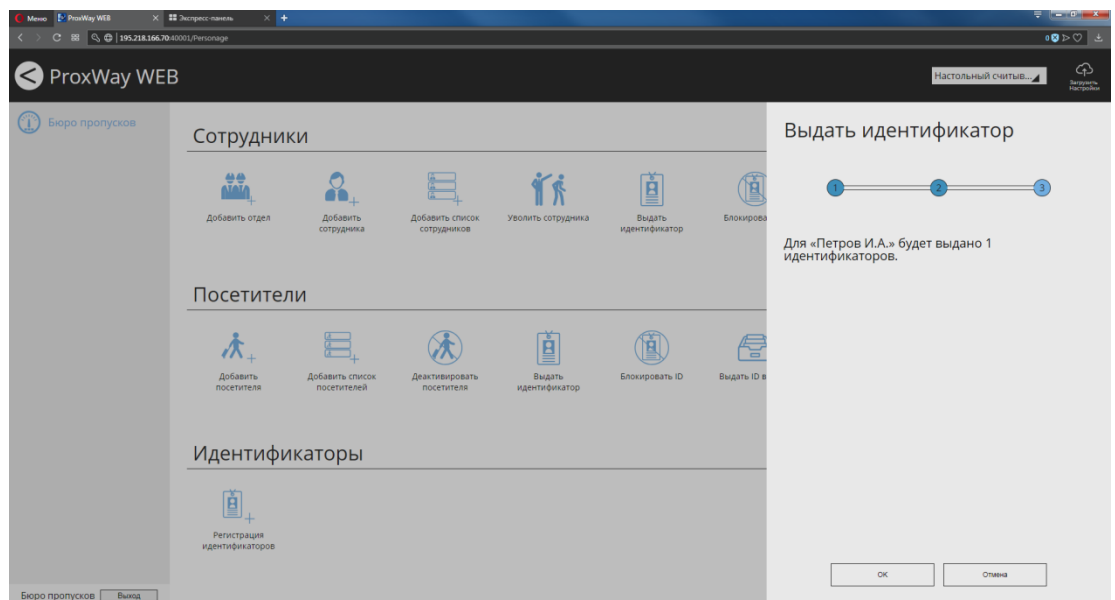 Меню
ProxWay WEB
Экспресс-панель
195.218.166.70:40001/Personage
0
ProxWay WEB
Настольный считыв...
Загрузить
Настройки
Бюро пропусков
Сотрудники
Добавить отдел
Добавить
сотрудника
Добавить список
сотрудников
Уволить сотрудника
Выдать
идентификатор
Блокирова
Посетители
Добавить
посетителя
Добавить список
посетителей
Деактивировать
посетителя
Выдать
идентификатор
Блокировать ID
Выдать ID в
Идентификаторы
Регистрация
идентификаторов
Бюро пропусков
Выход
Выдать идентификатор
1
2
3
Для «Петров И.А.» будет выдано 1
идентификаторов.
OK
Отмена